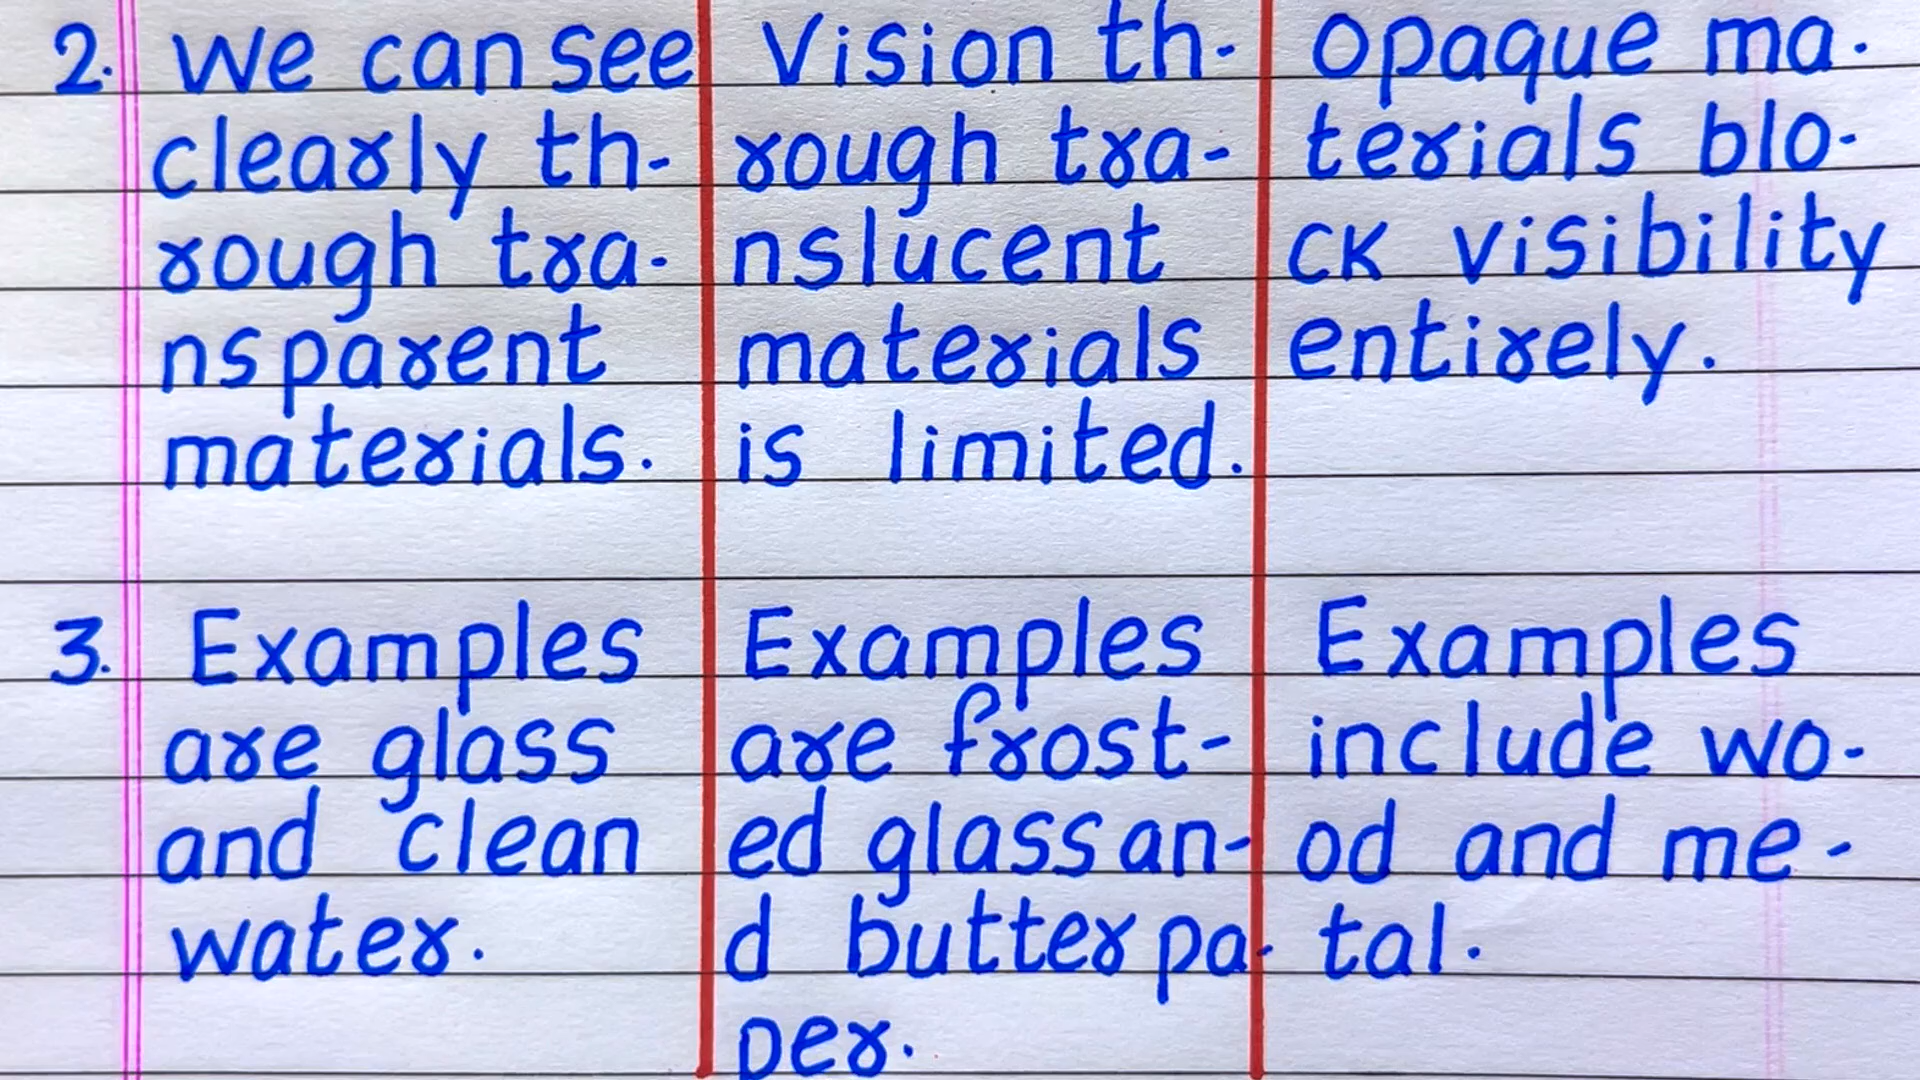 2. We can see
clearly th-
rough tra-
nsparent
materials.
Vision th-
rough tra-
nslucent
materials
is limited.
opaque ma-
terials blo-
ck visibility
entirely.
3. Examples
are glass
and clean
water.
Examples
are frost-
ed glass an-
d butter pa-
per.
Examples
include wo-
od and me-
tal.